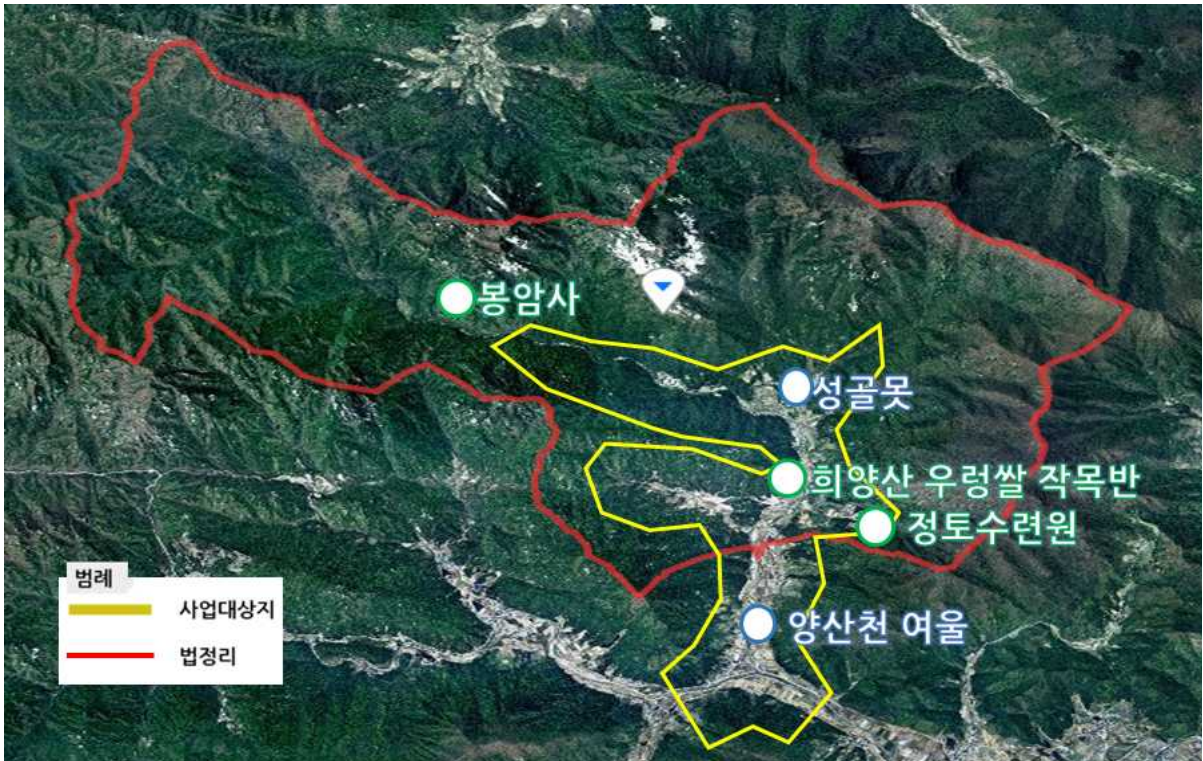 봉암사
성골못
희양산 우렁쌀 작목반
정토수련원
양산천 여울
범례
사업대상지
법정리